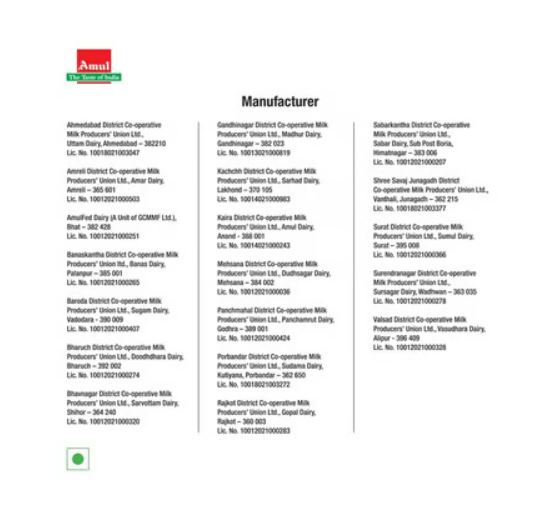 Amul
The Taste of India
Manufacturer
Ahmedabad District Co-operative
Milk Producers' Union Ltd.,
Uttam Dairy, Ahmedabad – 382210
Lic. No. 10018021003047
Amreli District Co-operative Milk
Producers' Union Ltd., Amar Dairy,
Amreli – 365 601
Lic. No. 10012021000503
AmulFed Dairy (A Unit of GCMMF Ltd.),
Bhat – 382 428
Lic. No. 10012021000251
Banaskantha District Co-operative Milk
Producers' Union ltd., Banas Dairy,
Palanpur – 385 001
Lic. No. 10012021000265
Baroda District Co-operative Milk
Producers' Union Ltd., Sugam Dairy,
Vadodara - 390 009
Lic. No. 10012021000407
Bharuch District Co-operative Milk
Producers' Union Ltd., Doodhdhara Dairy,
Bharuch – 392 002
Lic. No. 10012021000274
Bhavnagar District Co-operative Milk
Producers' Union Ltd., Sarvottam Dairy,
Shihor – 364 240
Lic. No. 10012021000320
Gandhinagar District Co-operative Milk
Producers' Union Ltd., Madhur Dairy,
Gandhinagar – 382 023
Lic. No. 10013021000819
Kachchh District Co-operative Milk
Producers' Union Ltd., Sarhad Dairy,
Lakhond – 370 105
Lic. No. 10014021000983
Kaira District Co-operative Milk
Producers' Union Ltd., Amul Dairy,
Anand - 388 001
Lic. No. 10014021000243
Mehsana District Co-operative Milk
Producers' Union Ltd., Dudhsagar Dairy,
Mehsana – 384 002
Lic. No. 10012021000036
Panchmahal District Co-operative Milk
Producers' Union Ltd., Panchamrut Dairy,
Godhra – 389 001
Lic. No. 10012021000424
Porbandar District Co-operative Milk
Producers' Union Ltd., Sudama Dairy,
Kutiyana, Porbandar – 362 650
Lic. No. 10018021003272
Rajkot District Co-operative Milk
Producers' Union Ltd., Gopal Dairy,
Rajkot – 360 003
Lic. No. 10012021000283
Sabarkantha District Co-operative
Milk Producers' Union Ltd.,
Sabar Dairy, Sub Post Boria,
Himatnagar – 383 006
Lic. No. 10012021000207
Shree Savaj Junagadh District
Co-operative Milk Producers' Union Ltd.,
Vanthali, Junagadh – 362 215
Lic. No. 10018021003377
Surat District Co-operative Milk
Producers' Union Ltd., Sumul Dairy,
Surat – 395 008
Lic. No. 10012021000366
Surendranagar District Co-operative
Milk Producers' Union Ltd.,
Sursagar Dairy, Wadhwan – 363 035
Lic. No. 10012021000278
Valsad District Co-operative Milk
Producers' Union Ltd., Vasudhara Dairy,
Alipur – 396 409
Lic. No. 10012021000328